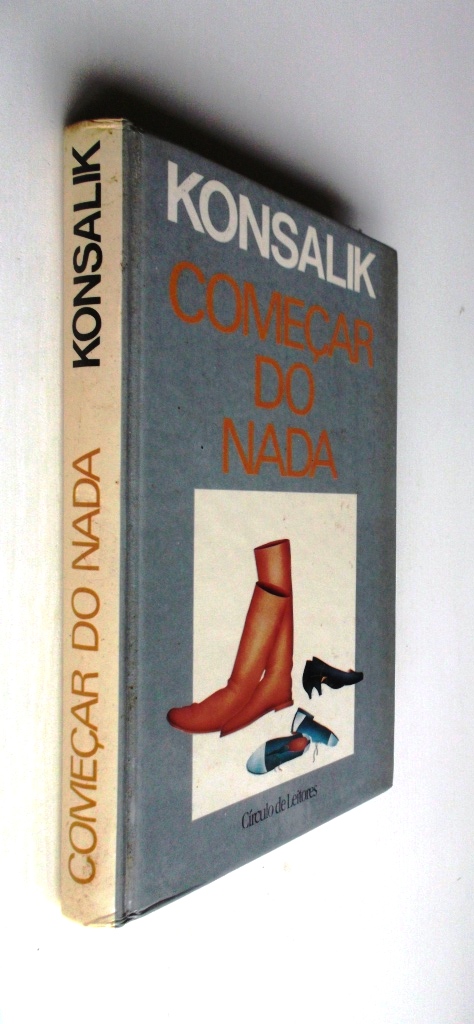 KONSALIK
COMEÇAR
DO
NADA
Círculo de Leitores
COMEÇAR DO NADA KONSALIK